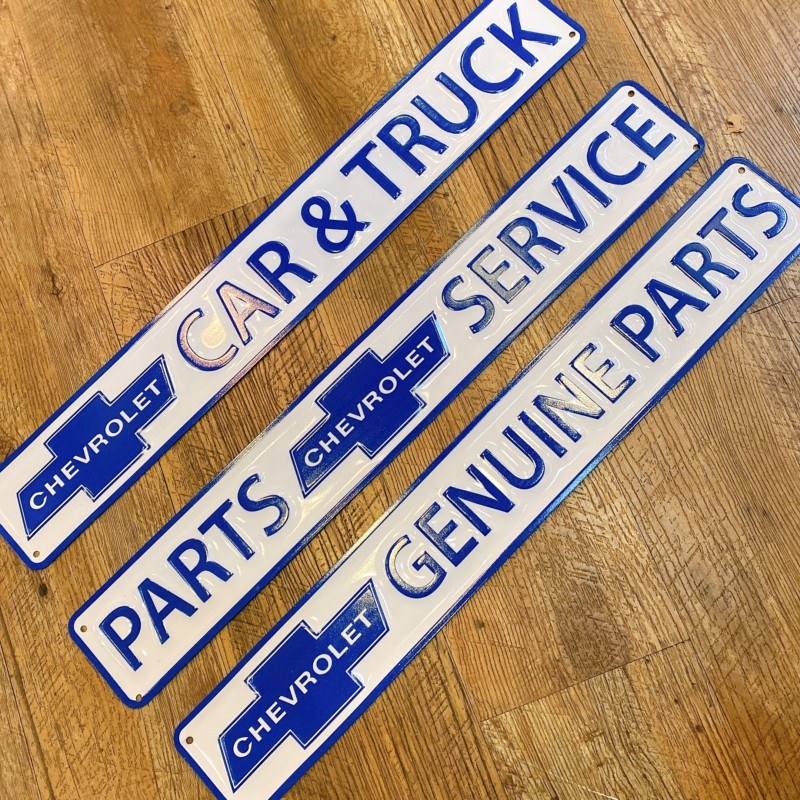 CHEVROLET CAR & TRUCK
PARTS CHEVROLET SERVICE
CHEVROLET GENUINE PARTS